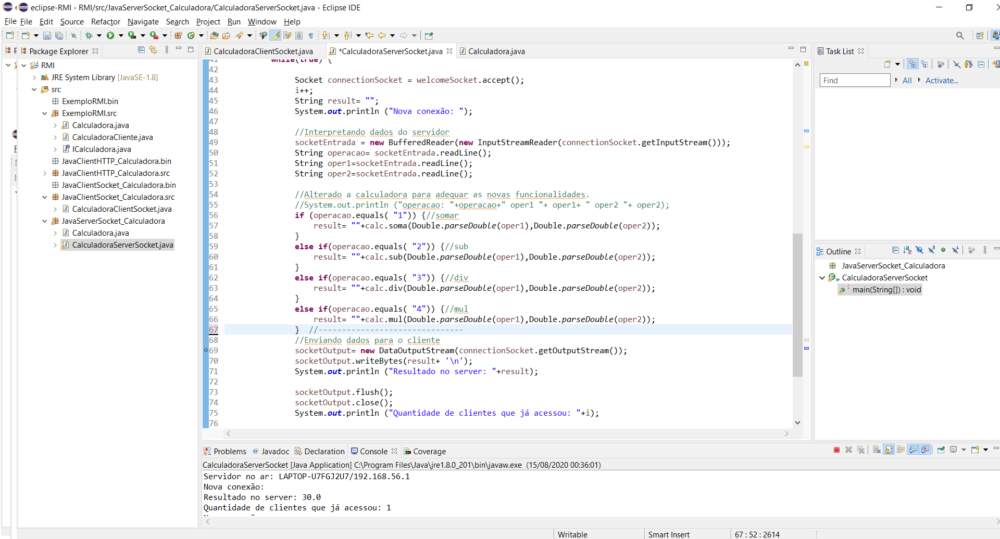 eclipse-RMI - RMI/src/JavaServerSocket_Calculadora/CalculadoraServerSocket.java - Eclipse IDE
File File Edit Source Refactor Navigate Search Project Run Window Help
Package Explorer
RMI
JRE System Library [JavaSE-1.8]
src
ExemploRMI.bin
ExemploRMI.src
Calculadora.java
CalculadoraCliente.java
ICalculadora.java
JavaClientHTTP_Calculadora.bin
JavaClientHTTP_Calculadora.src
JavaClientSocket_Calculadora.bin
JavaClientSocket_Calculadora.src
CalculadoraClientSocket.java
JavaServerSocket_Calculadora
Calculadora.java
CalculadoraServerSocket.java
CalculadoraClientSocket.java
*CalculadoraServerSocket.java
Calculadora.java
41 while(true) {
42
43 Socket connectionSocket = welcomeSocket.accept();
44 i++;
45 String result= "";
46 System.out.println ("Nova conexão: ");
47
48 //Interpretando dados do servidor
49 socketEntrada = new BufferedReader(new InputStreamReader(connectionSocket.getInputStream()));
50 String operacao= socketEntrada.readLine();
51 String oper1=socketEntrada.readLine();
52 String oper2=socketEntrada.readLine();
53
54 //Alterado a calculadora para adequar as novas funcionalidades.
55 //System.out.println ("operacao: "+operacao+" oper1 "+ oper1+ " oper2 "+ oper2);
56 if (operacao.equals( "1")) {//somar
57 result= ""+calc.soma(Double.parseDouble(oper1),Double.parseDouble(oper2));
58 }
59 else if(operacao.equals( "2")) {//sub
60 result= ""+calc.sub(Double.parseDouble(oper1),Double.parseDouble(oper2));
61 }
62 else if(operacao.equals( "3")) {//div
63 result= ""+calc.div(Double.parseDouble(oper1),Double.parseDouble(oper2));
64 }
65 else if(operacao.equals( "4")) {//mul
66 result= ""+calc.mul(Double.parseDouble(oper1),Double.parseDouble(oper2));
67 } //-------------------------------
68 //Enviando dados para o cliente
69 socketOutput= new DataOutputStream(connectionSocket.getOutputStream());
70 socketOutput.writeBytes(result+ '\n');
71 System.out.println ("Resultado no server: "+result);
72
73 socketOutput.flush();
74 socketOutput.close();
75 System.out.println ("Quantidade de clientes que já acessou: "+i);
76
Task List
Find
All
Activate...
Outline
JavaServerSocket_Calculadora
CalculadoraServerSocket
main(String[]) : void
Problems @ Javadoc Declaration Console Coverage
CalculadoraServerSocket [Java Application] C:\Program Files\Java\jre1.8.0_201\bin\javaw.exe (15/08/2020 00:36:01)
Servidor no ar: LAPTOP-U7FGJ2U7/192.168.56.1
Nova conexão:
Resultado no server: 30.0
Quantidade de clientes que já acessou: 1
Writable
Smart Insert
67 : 52 : 2614